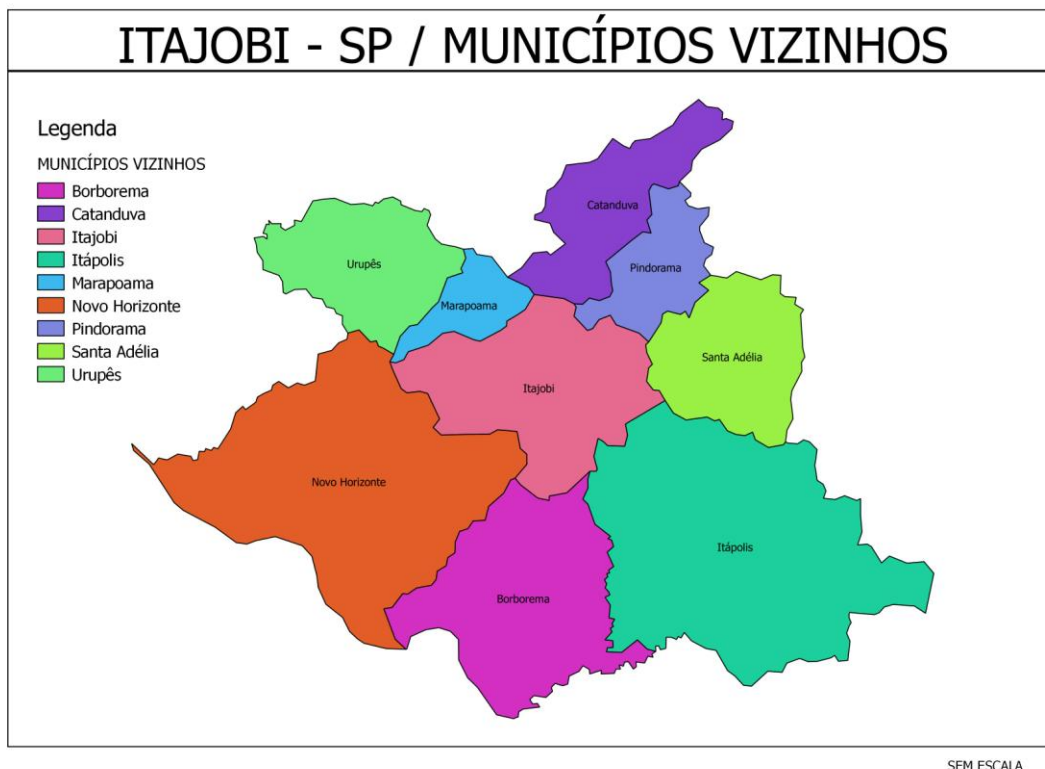 ITAJOBI - SP / MUNICÍPIOS VIZINHOS
Legenda
MUNICÍPIOS VIZINHOS
Borborema
Catanduva
Itajobi
Itápolis
Marapoama
Novo Horizonte
Pindorama
Santa Adélia
Urupês
Catanduva
Urupês
Pindorama
Marapoama
Santa Adélia
Itajobi
Novo Horizonte
Itápolis
Borborema
SEM ESCALA